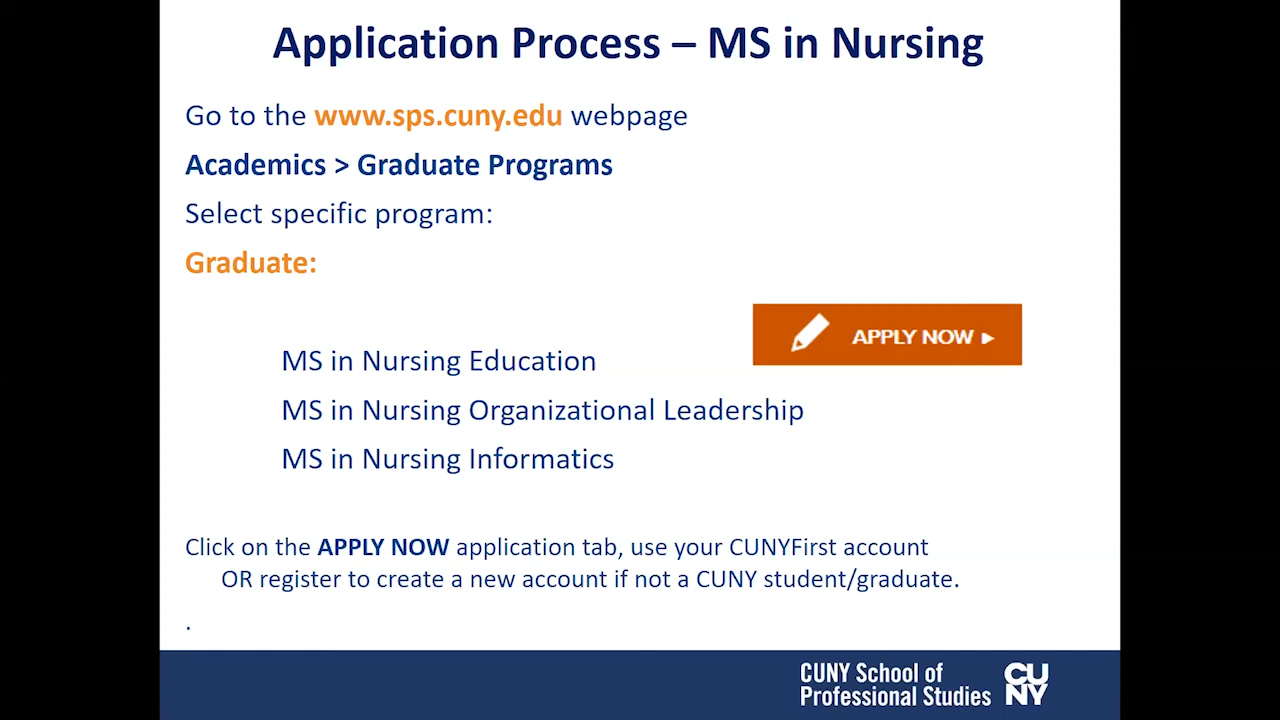 Application Process – MS in Nursing
Go to the www.sps.cuny.edu webpage
Academics > Graduate Programs
Select specific program:
Graduate:
APPLY NOW ►
MS in Nursing Education
MS in Nursing Organizational Leadership
MS in Nursing Informatics
Click on the APPLY NOW application tab, use your CUNYFirst account
OR register to create a new account if not a CUNY student/graduate.
.
CUNY School of
Professional Studies
CU
NY